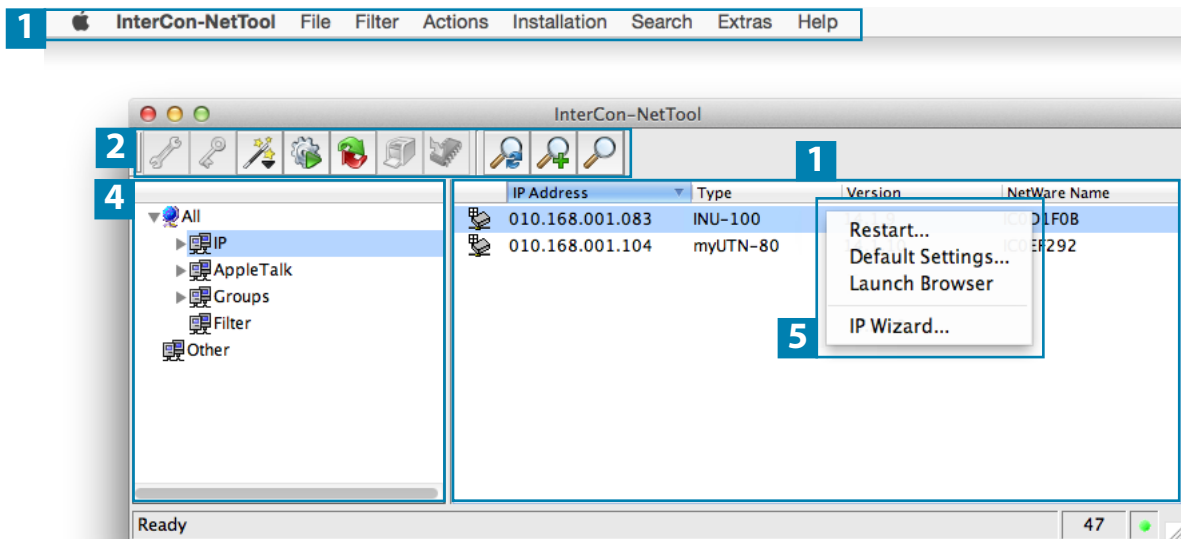 1 InterCon-NetTool File Filter Actions Installation Search Extras Help
InterCon-NetTool
2
1
4
IP Address Type Version NetWare Name
All
IP
AppleTalk
Groups
Filter
Other
010.168.001.083 INU-100
010.168.001.104 myUTN-80
Restart...
Default Settings...
Launch Browser
IP Wizard...
5
Ready 47